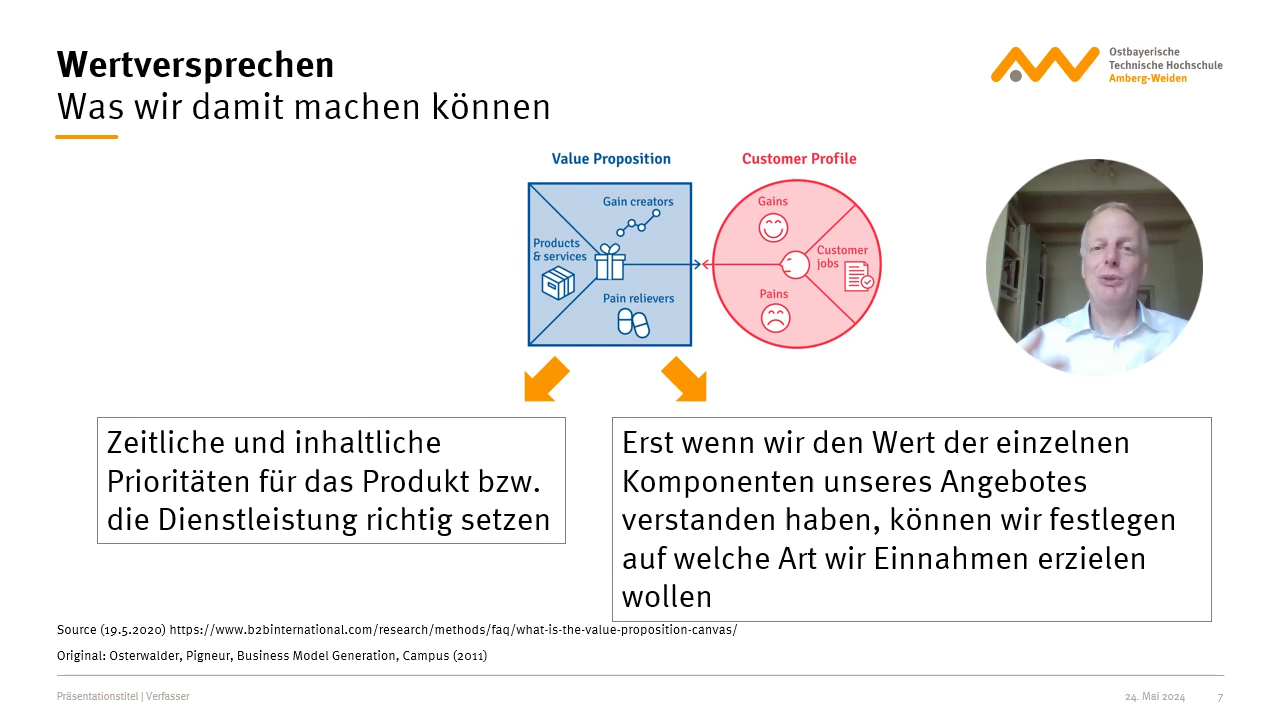 Wertversprechen
Was wir damit machen können
Ostbayerische
Technische Hochschule
Amberg-Weiden
Value Proposition
Customer Profile
Gain creators
Products
& services
Pain relievers
Gains
Customer
jobs
Pains
Zeitliche und inhaltliche
Prioritäten für das Produkt bzw.
die Dienstleistung richtig setzen
Erst wenn wir den Wert der einzelnen
Komponenten unseres Angebotes
verstanden haben, können wir festlegen
auf welche Art wir Einnahmen erzielen
wollen
Source (19.5.2020) https://www.b2binternational.com/research/methods/faq/what-is-the-value-proposition-canvas/
Original: Osterwalder, Pigneur, Business Model Generation, Campus (2011)
Präsentationstitel | Verfasser
24. Mai 2024
7